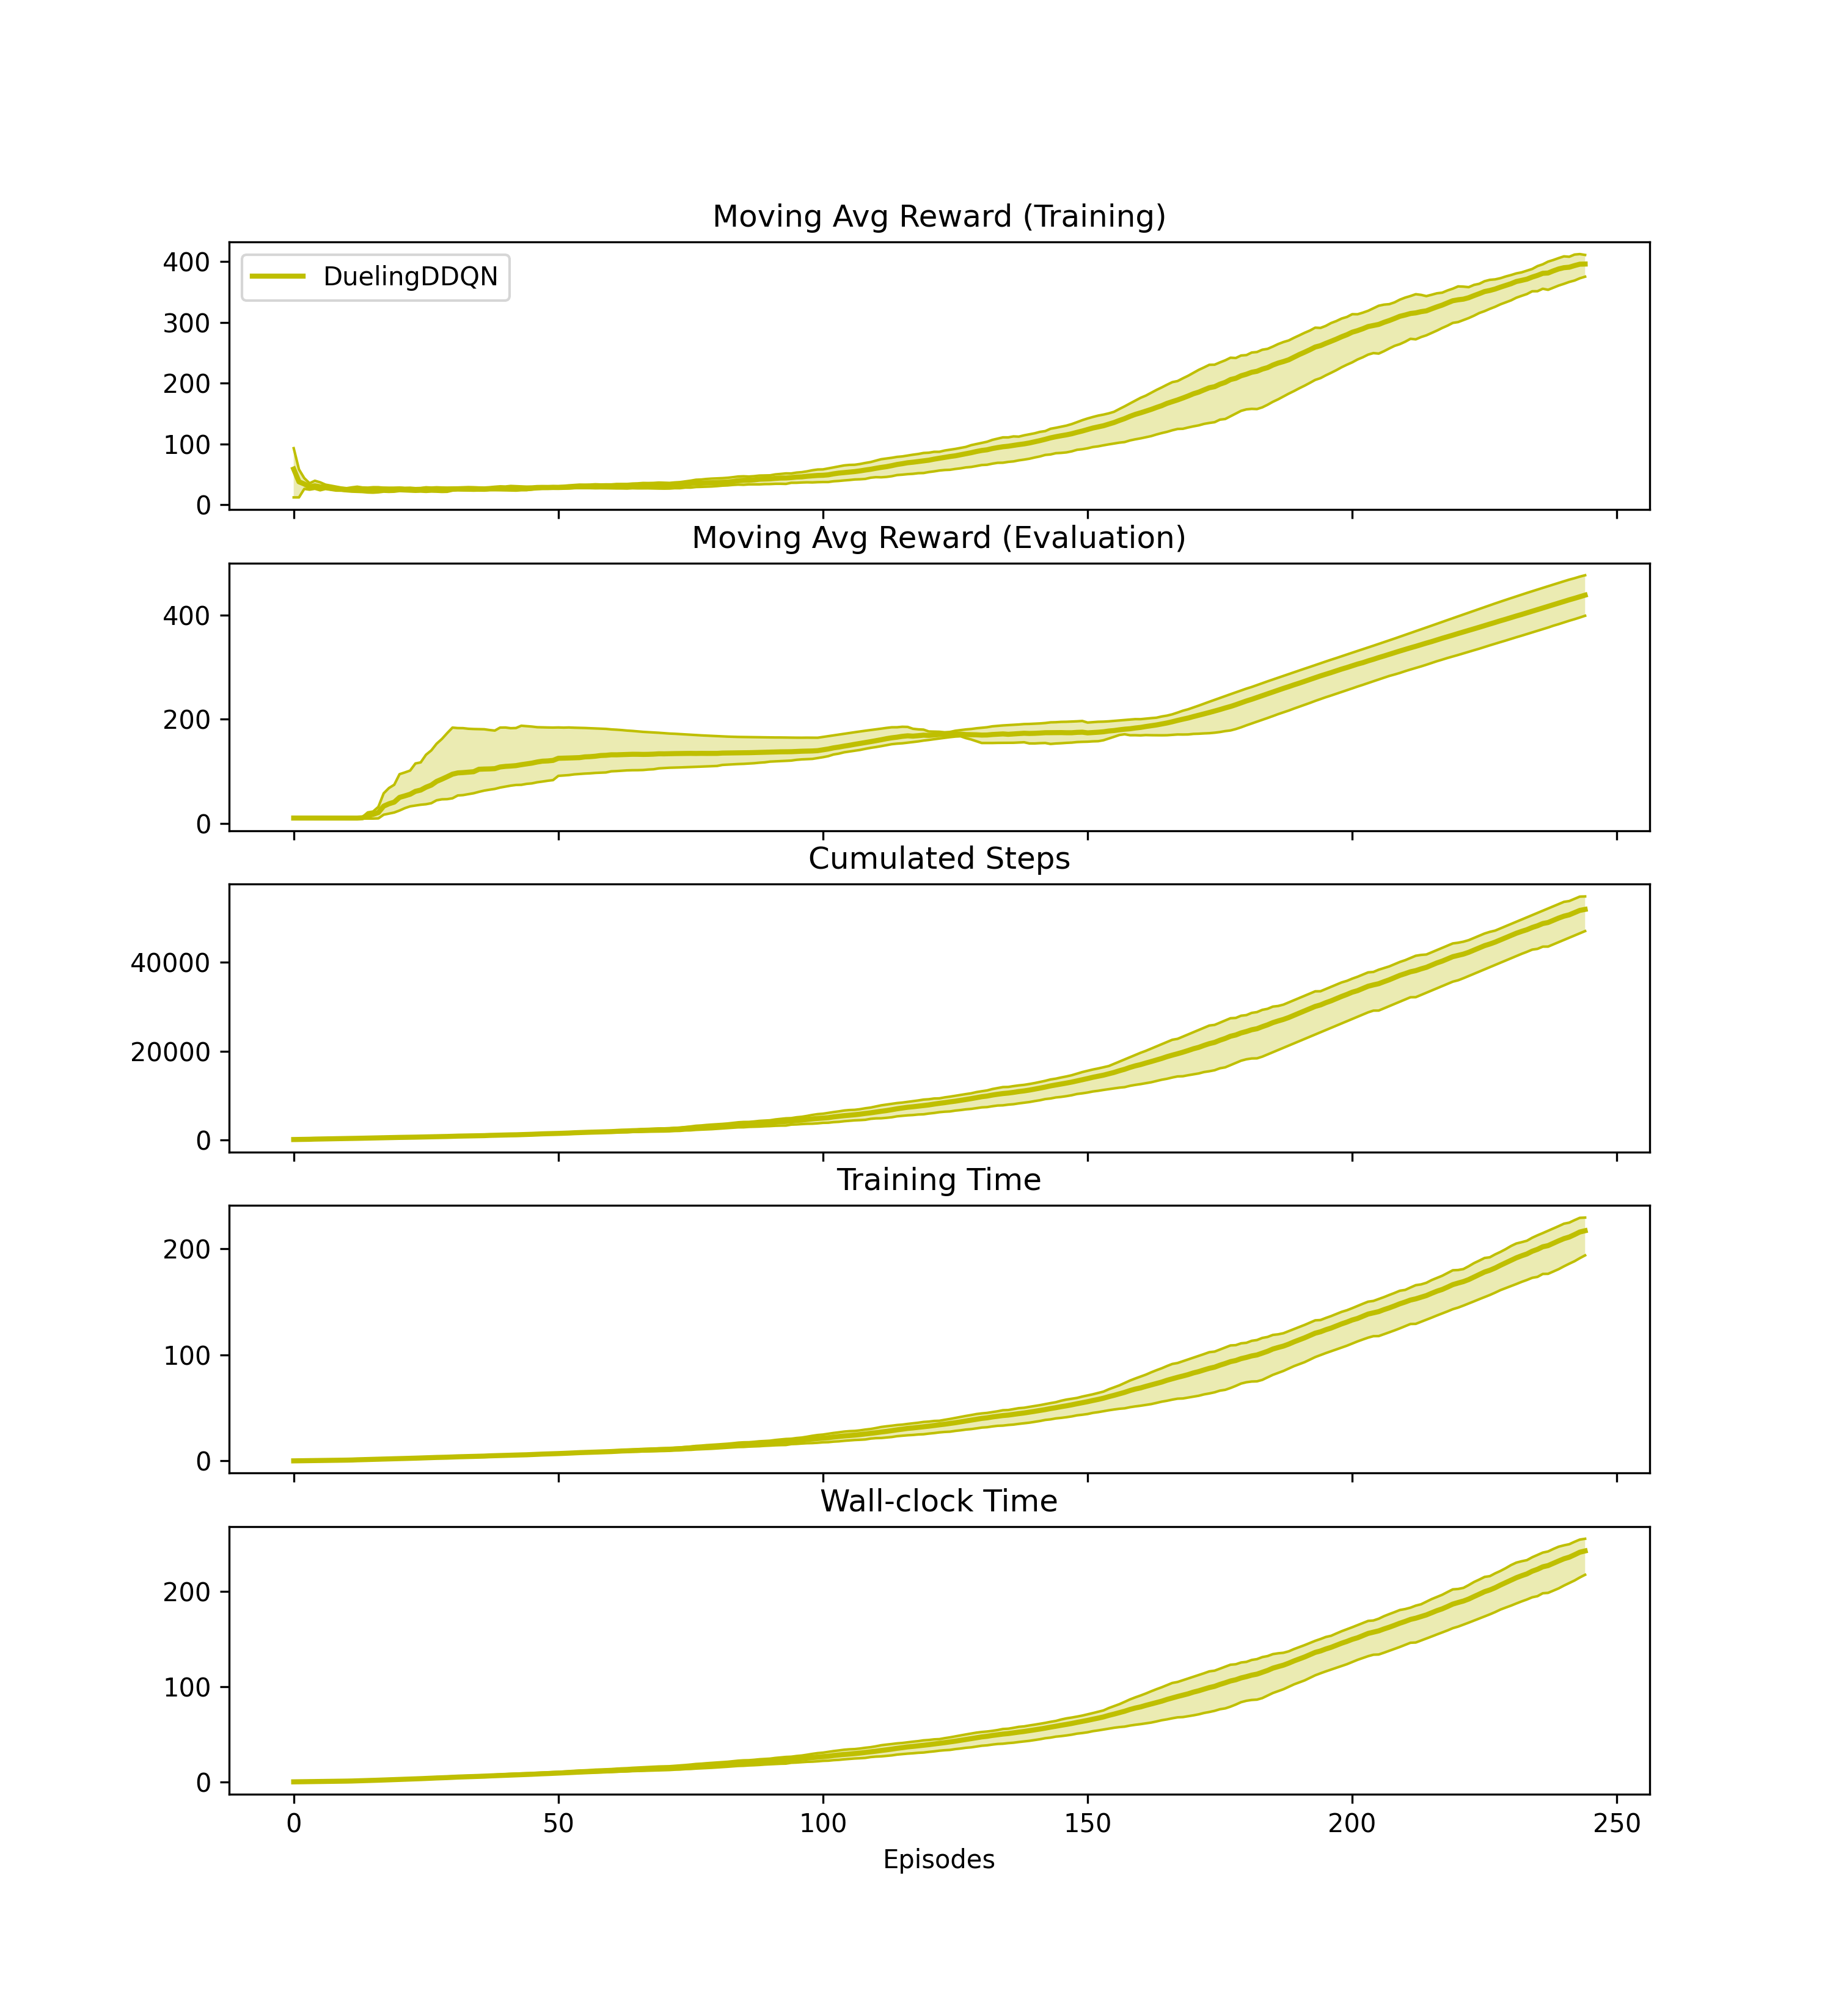 Moving Avg Reward (Training)
400
300
200
100
0
DuelingDDQN
Moving Avg Reward (Evaluation)
400
200
0
Cumulated Steps
40000
20000
0
Training Time
200
100
0
Wall-clock Time
200
100
0
0 50 100 150 200 250
Episodes